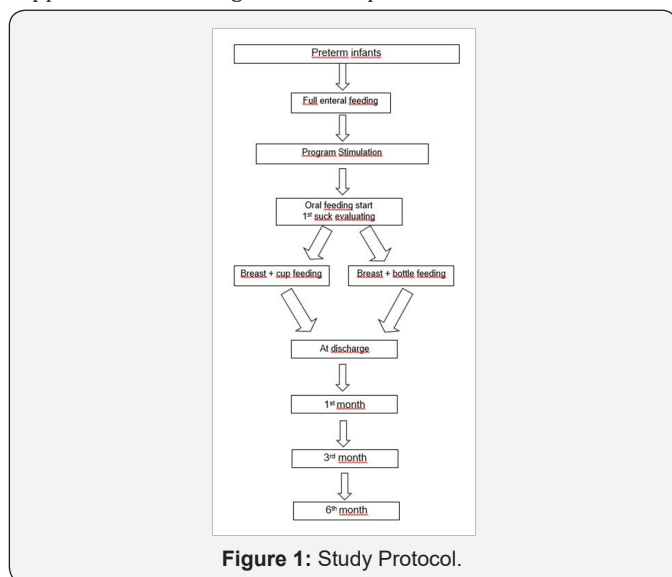 Preterm infants
Full enteral feeding
Program Stimulation
Oral feeding start
1st suck evaluating
Breast + cup feeding
Breast + bottle feeding
At discharge
1st month
3rd month
6th month
Figure 1: Study Protocol.